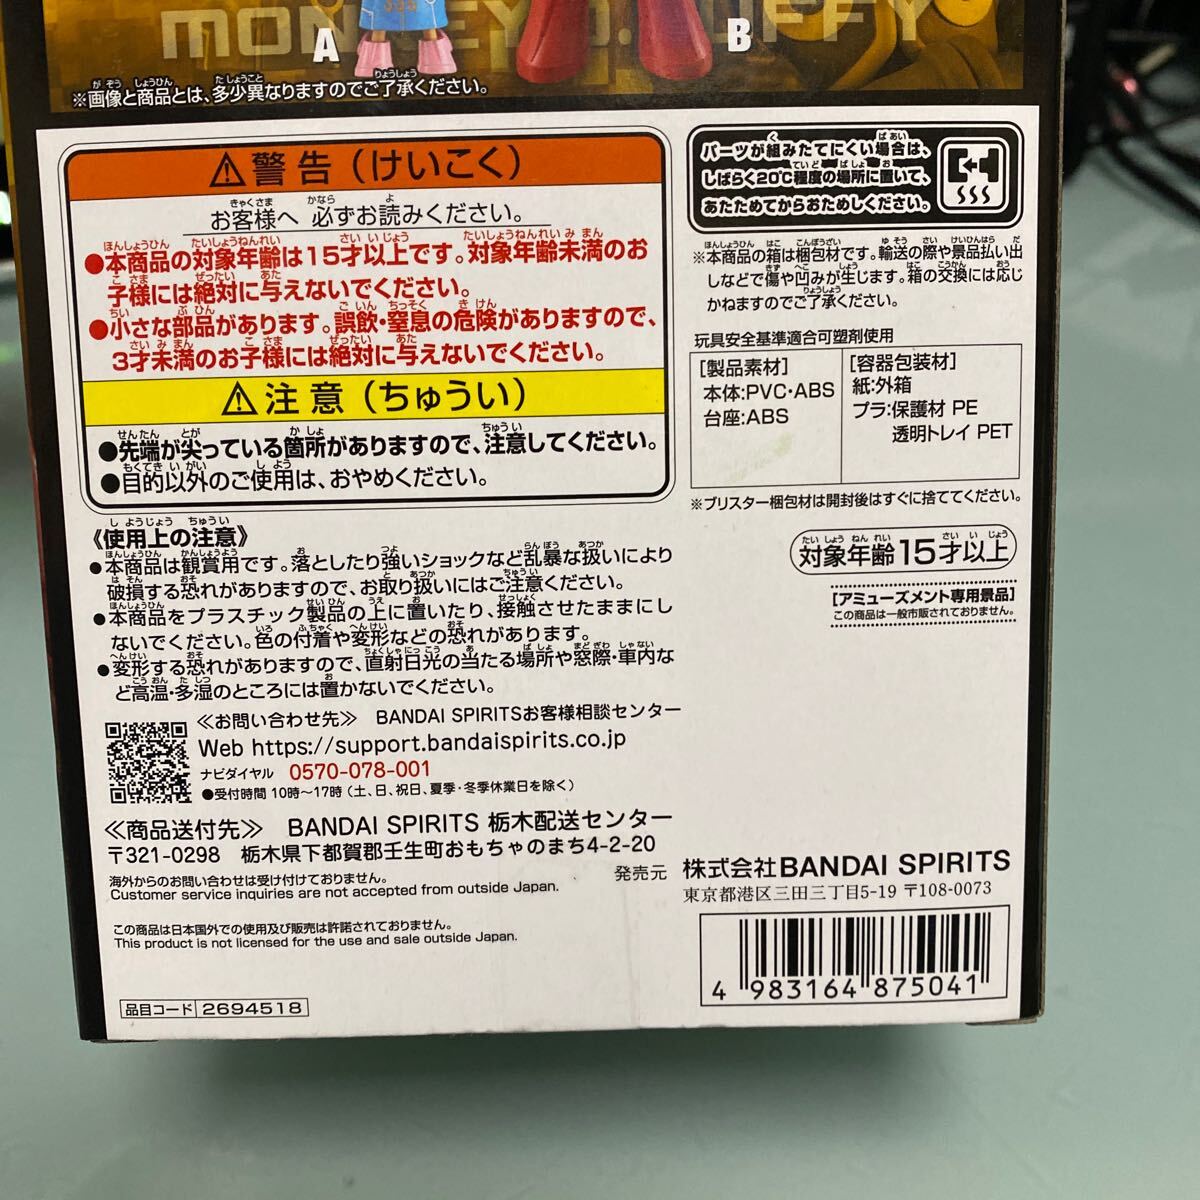 MONKEY.D.LUFFY
A
B
※画像と商品とは、多少異なりますのでご了承ください。
⚠警告（けいこく）
お客様へ 必ずお読みください。
●本商品の対象年齢は15才以上です。対象年齢未満のお
子様には絶対に与えないでください。
●小さな部品があります。誤飲・窒息の危険がありますので、
3才未満のお子様には絶対に与えないでください。
⚠注意（ちゅうい）
●先端が尖っている箇所がありますので、注意してください。
●目的以外のご使用は、おやめください。
《使用上の注意》
●本商品は観賞用です。落としたり強いショックなど乱暴な扱いにより
破損する恐れがありますので、お取り扱いにはご注意ください。
●本商品をプラスチック製品の上に置いたり、接触させたままにし
ないでください。色の付着や変形などの恐れがあります。
●変形する恐れがありますので、直射日光の当たる場所や窓際・車内な
ど高温・多湿のところには置かないでください。
≪お問い合わせ先≫ BANDAI SPIRITSお客様相談センター
Web https://support.bandaispirits.co.jp
ナビダイヤル 0570-078-001
●受付時間 10時〜17時（土、日、祝日、夏季・冬季休業日を除く）
≪商品送付先≫ BANDAI SPIRITS 栃木配送センター
〒321-0298 栃木県下都賀郡壬生町おもちゃのまち4-2-20
海外からのお問い合わせは受け付けておりません。
Customer service inquiries are not accepted from outside Japan.
この商品は日本国外での使用及び販売は許諾されておりません。
This product is not licensed for the use and sale outside Japan.
品目コード 2694518
パーツが組みたてにくい場合は、
しばらく20℃程度の場所に置いて、
あたためてからおためしください。
※本商品の箱は梱包材です。輸送の際や景品払い出
しなどで傷や凹みが生じます。箱の交換には応じ
かねますのでご了承ください。
玩具安全基準適合可塑剤使用
［製品素材］
本体:PVC・ABS
台座:ABS
［容器包装材］
紙:外箱
プラ:保護材 PE
透明トレイ PET
※ブリスター梱包材は開封後はすぐに捨ててください。
対象年齢15才以上
［アミューズメント専用景品］
この商品は一般市販されておりません。
発売元 株式会社BANDAI SPIRITS
東京都港区三田三丁目5-19 〒108-0073
4 983164 875041